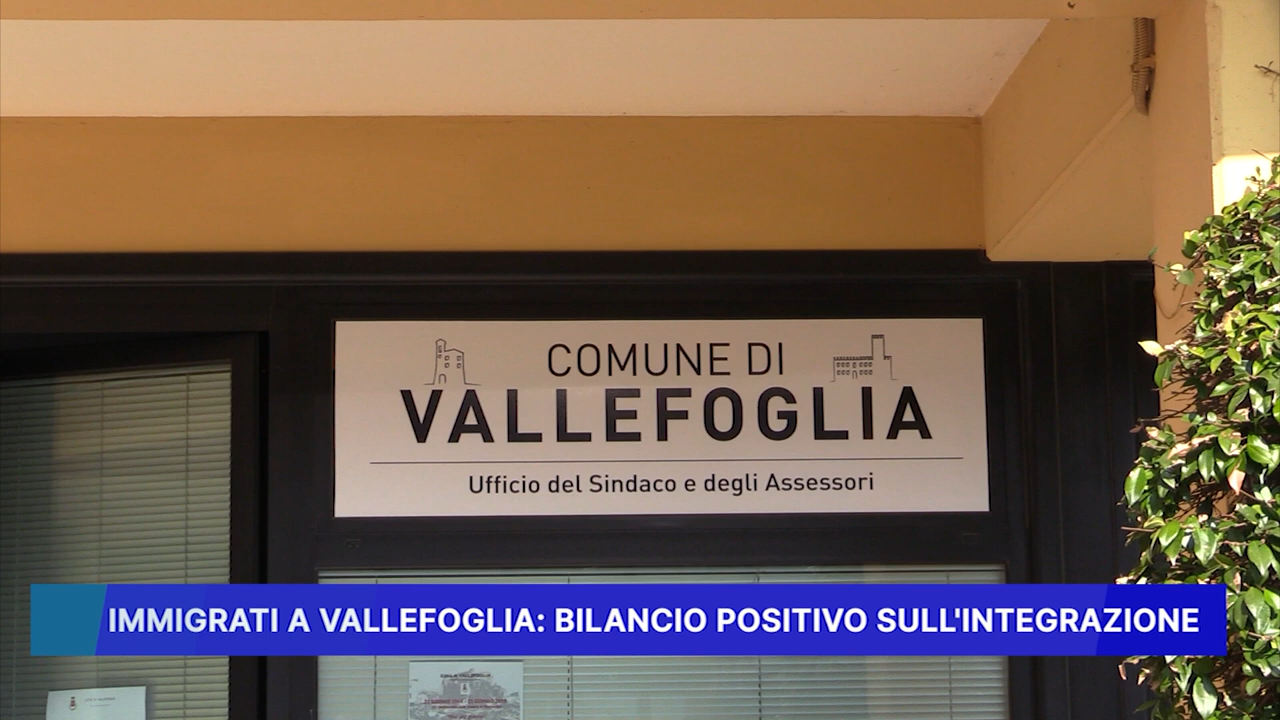 COMUNE DI
VALLEFOGLIA
Ufficio del Sindaco e degli Assessori
IMMIGRATI A VALLEFOGLIA: BILANCIO POSITIVO SULL'INTEGRAZIONE